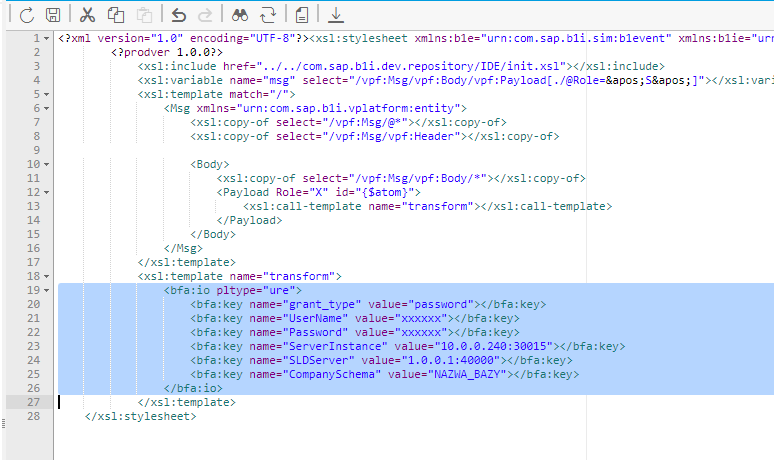 1 <?xml version="1.0" encoding="UTF-8"?><xsl:stylesheet xmlns:b1e="urn:com.sap.b1i.sim:b1event" xmlns:b1ie="urn
2 <?prodver 1.0.0?>
3 <xsl:include href="../../com.sap.b1i.dev.repository/IDE/init.xsl"></xsl:include>
4 <xsl:variable name="msg" select="/vpf:Msg/vpf:Body/vpf:Payload[./@Role=&apos;S&apos;]"></xsl:vari
5 <xsl:template match="/">
6 <Msg xmlns="urn:com.sap.b1i.vplatform:entity">
7 <xsl:copy-of select="/vpf:Msg/@*"></xsl:copy-of>
8 <xsl:copy-of select="/vpf:Msg/vpf:Header"></xsl:copy-of>
9
10 <Body>
11 <xsl:copy-of select="/vpf:Msg/vpf:Body/*"></xsl:copy-of>
12 <Payload Role="X" id="{$atom}">
13 <xsl:call-template name="transform"></xsl:call-template>
14 </Payload>
15 </Body>
16 </Msg>
17 </xsl:template>
18 <xsl:template name="transform">
19 <bfa:io pltype="ure">
20 <bfa:key name="grant_type" value="password"></bfa:key>
21 <bfa:key name="UserName" value="xxxxxx"></bfa:key>
22 <bfa:key name="Password" value="xxxxxx"></bfa:key>
23 <bfa:key name="ServerInstance" value="10.0.0.240:30015"></bfa:key>
24 <bfa:key name="SLDServer" value="1.0.0.1:40000"></bfa:key>
25 <bfa:key name="CompanySchema" value="NAZWA_BAZY"></bfa:key>
26 </bfa:io>
27 </xsl:template>
28 </xsl:stylesheet>